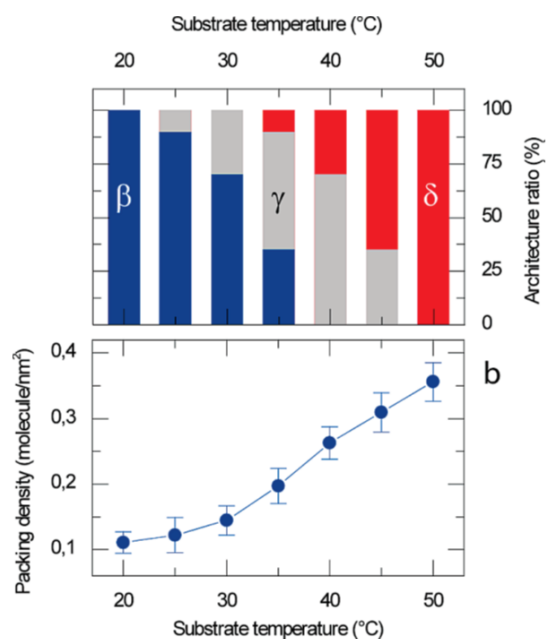 Substrate temperature (°C)
20 30 40 50
100
75
50
25
0
Architecture ratio (%)
β γ δ
0,4
0,3
0,2
0,1
Packing density (molecule/nm²)
b
20 30 40 50
Substrate temperature (°C)